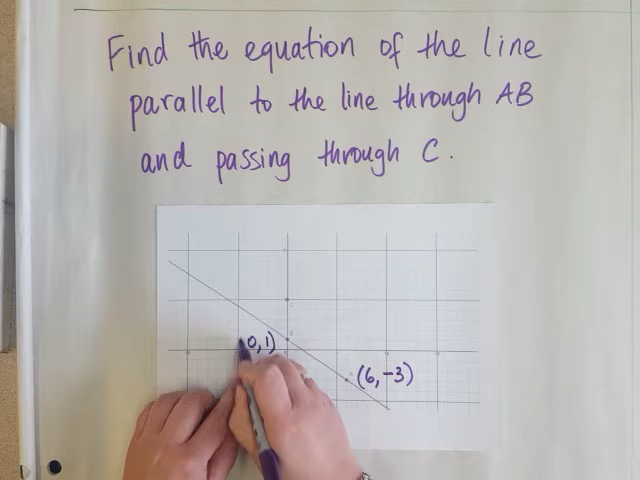 Find the equation of the line
parallel to the line through AB
and passing through C.
0,1)
(6,-3)